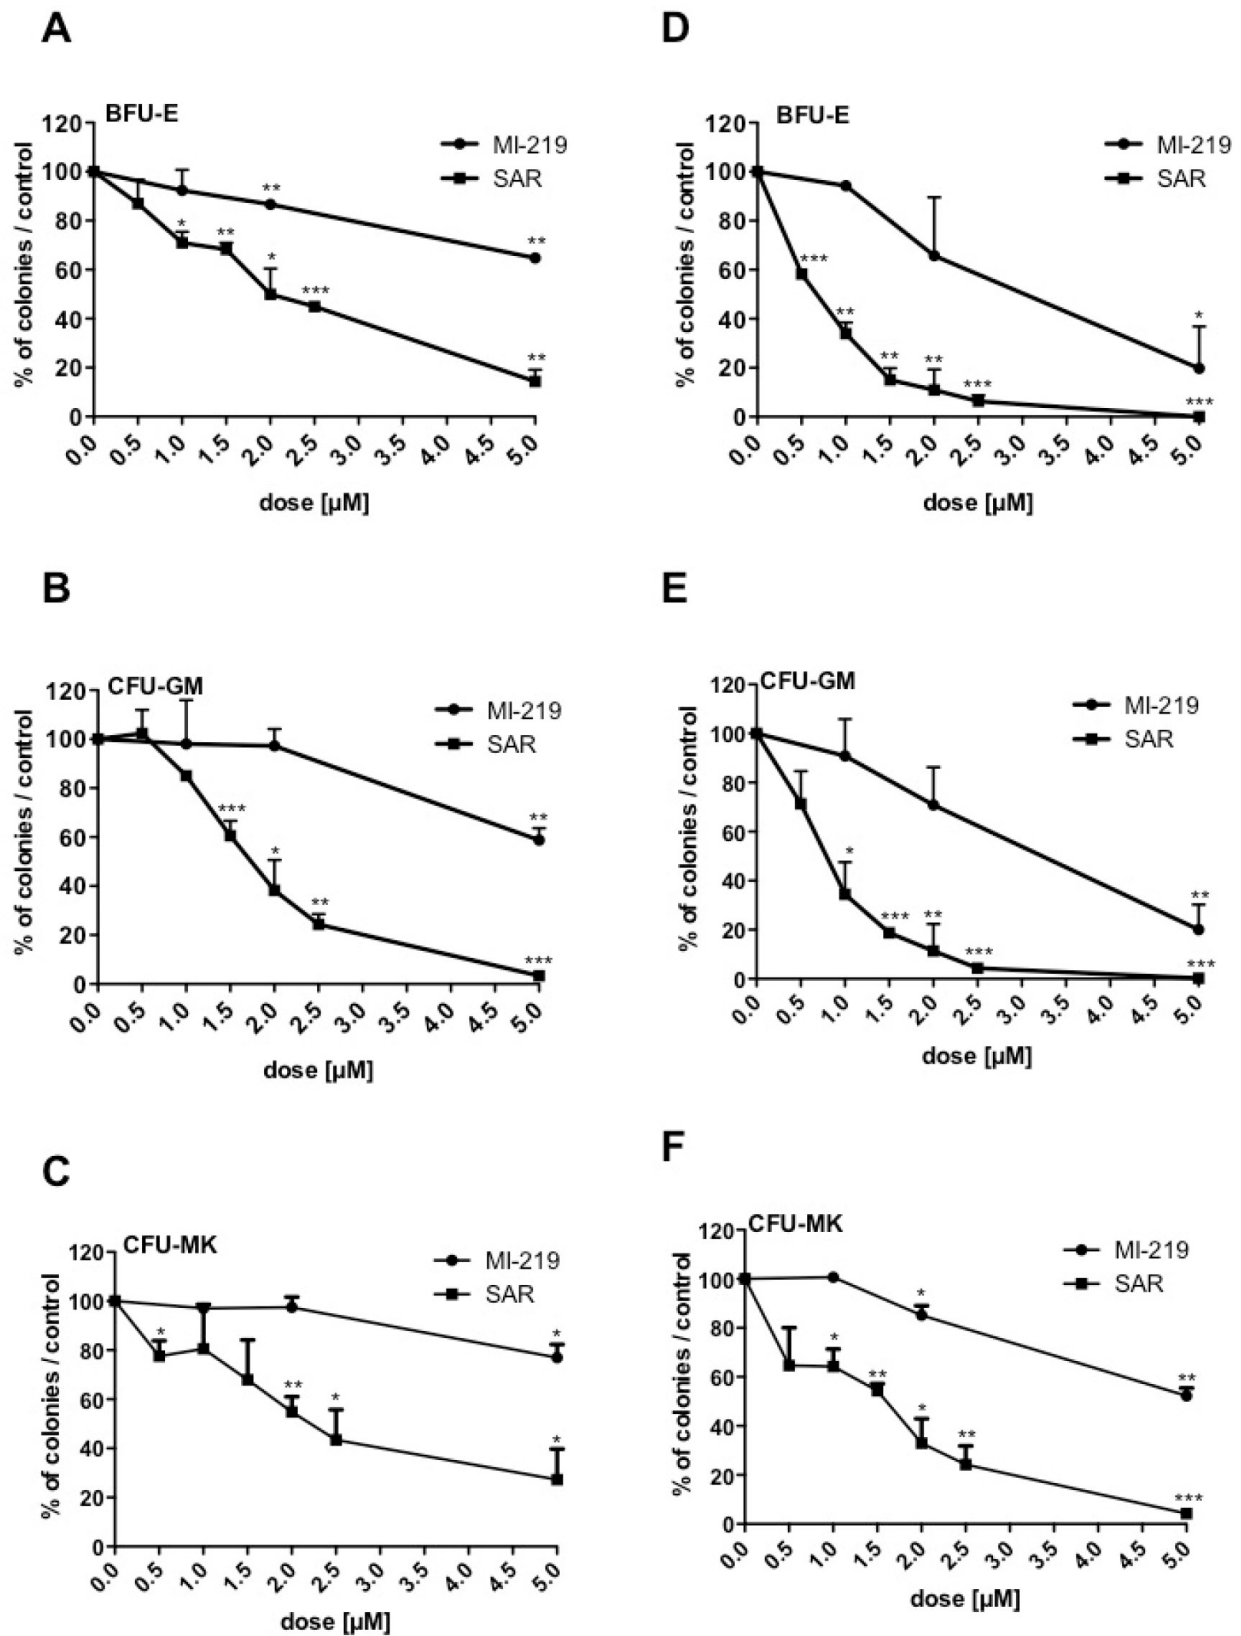 A
BFU-E
MI-219
SAR
% of colonies / control
120
100
80
60
40
20
0
** ** * ** * *** **
0.0 0.5 1.0 1.5 2.0 2.5 3.0 3.5 4.0 4.5 5.0
dose [µM]
D
BFU-E
MI-219
SAR
% of colonies / control
120
100
80
60
40
20
0
*** ** ** ** *** * ***
0.0 0.5 1.0 1.5 2.0 2.5 3.0 3.5 4.0 4.5 5.0
dose [µM]
B
CFU-GM
MI-219
SAR
% of colonies / control
120
100
80
60
40
20
0
*** * ** ** ***
0.0 0.5 1.0 1.5 2.0 2.5 3.0 3.5 4.0 4.5 5.0
dose [µM]
E
CFU-GM
MI-219
SAR
% of colonies / control
120
100
80
60
40
20
0
* *** ** *** ** ***
0.0 0.5 1.0 1.5 2.0 2.5 3.0 3.5 4.0 4.5 5.0
dose [µM]
C
CFU-MK
MI-219
SAR
% of colonies / control
120
100
80
60
40
20
0
* ** * * *
0.0 0.5 1.0 1.5 2.0 2.5 3.0 3.5 4.0 4.5 5.0
dose [µM]
F
CFU-MK
MI-219
SAR
% of colonies / control
120
100
80
60
40
20
0
* * ** * ** ** ***
0.0 0.5 1.0 1.5 2.0 2.5 3.0 3.5 4.0 4.5 5.0
dose [µM]